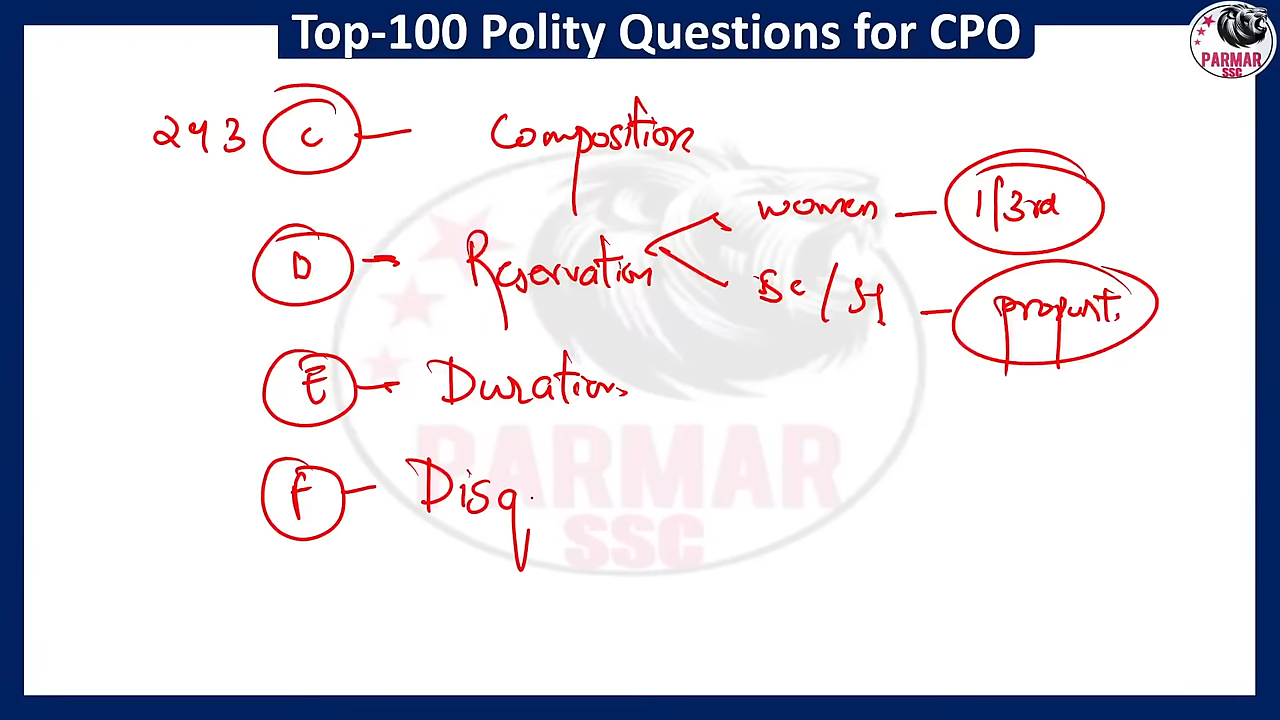 Top-100 Polity Questions for CPO
PARMAR
SSC
243 C — Composition
women — 1/3rd
D — Reservation
SC / ST — proport.
E — Duration
F — Disq
PARMAR
SSC